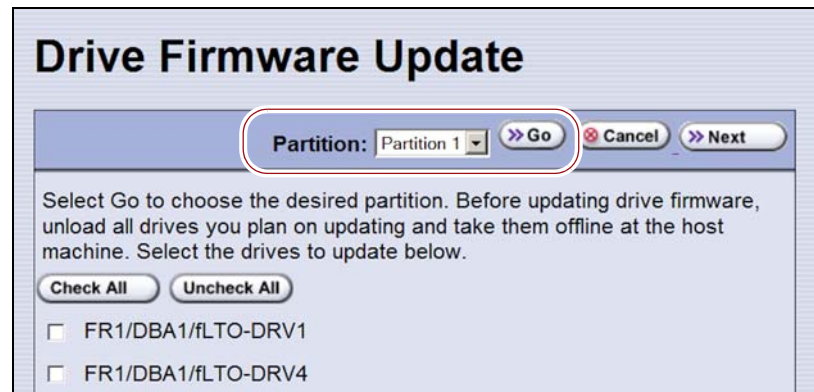 Drive Firmware Update
Partition: Partition 1 Go Cancel Next
Select Go to choose the desired partition. Before updating drive firmware,
unload all drives you plan on updating and take them offline at the host
machine. Select the drives to update below.
Check All Uncheck All
FR1/DBA1/fLTO-DRV1
FR1/DBA1/fLTO-DRV4